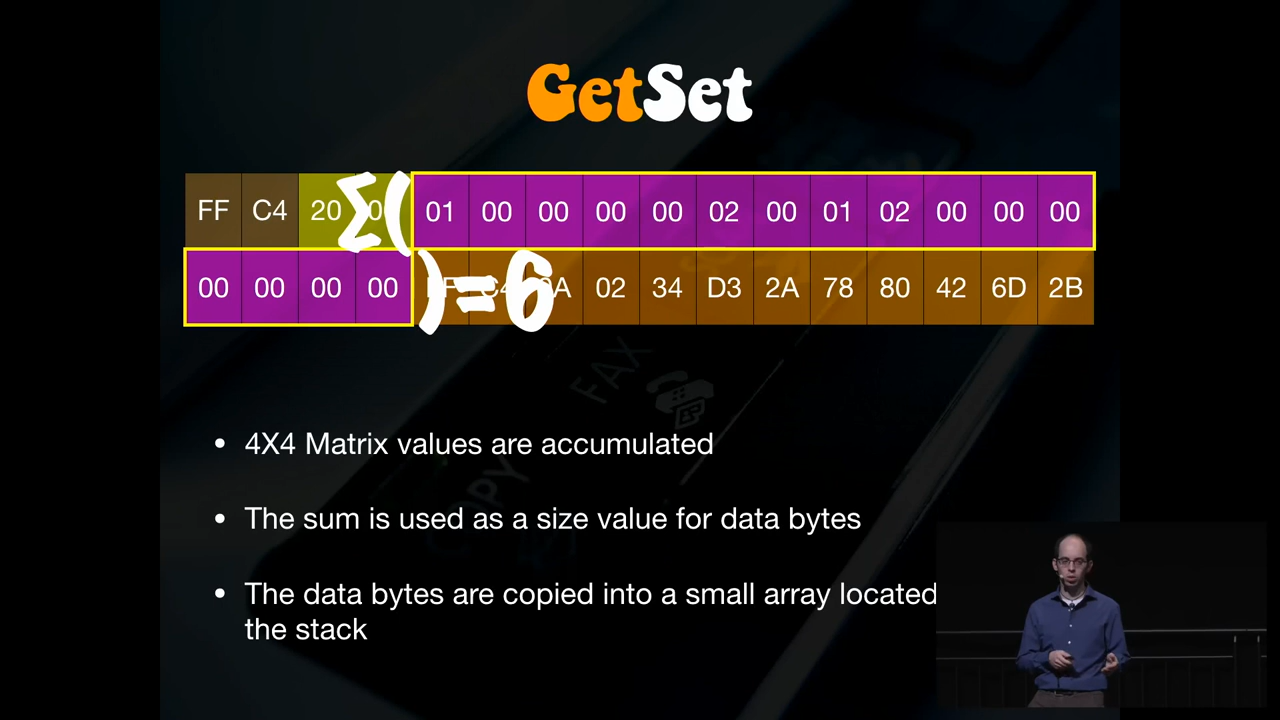 GetSet
FF C4 20 Σ( 01 00 00 00 00 02 00 01 02 00 00 00
00 00 00 00 )=6 02 34 D3 2A 78 80 42 6D 2B
FAX
COPY
• 4X4 Matrix values are accumulated
• The sum is used as a size value for data bytes
• The data bytes are copied into a small array located
the stack